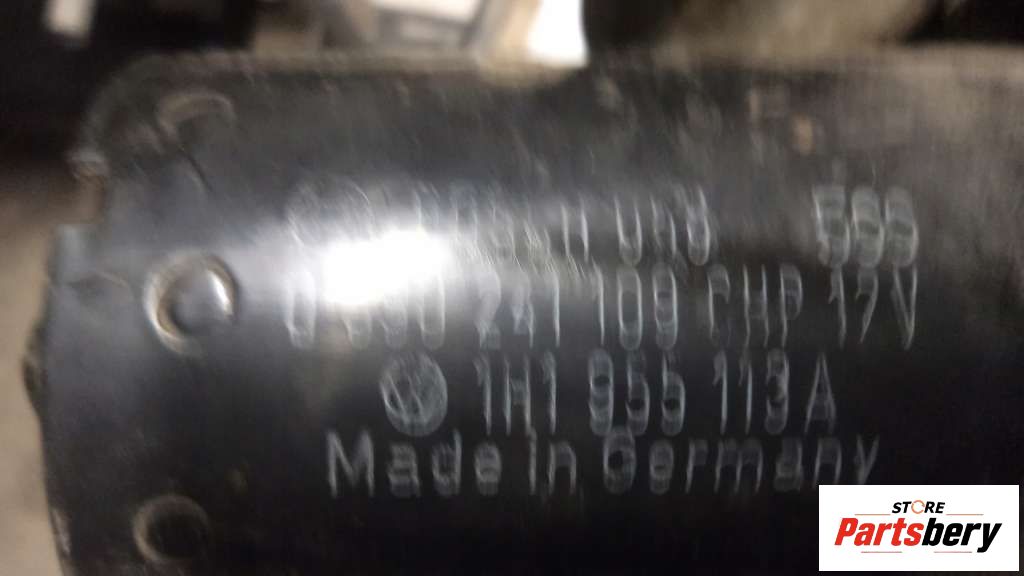 0 390 241 109 CHP 12V
1H1 955 113 A
Made in Germany
STORE
Partsbery